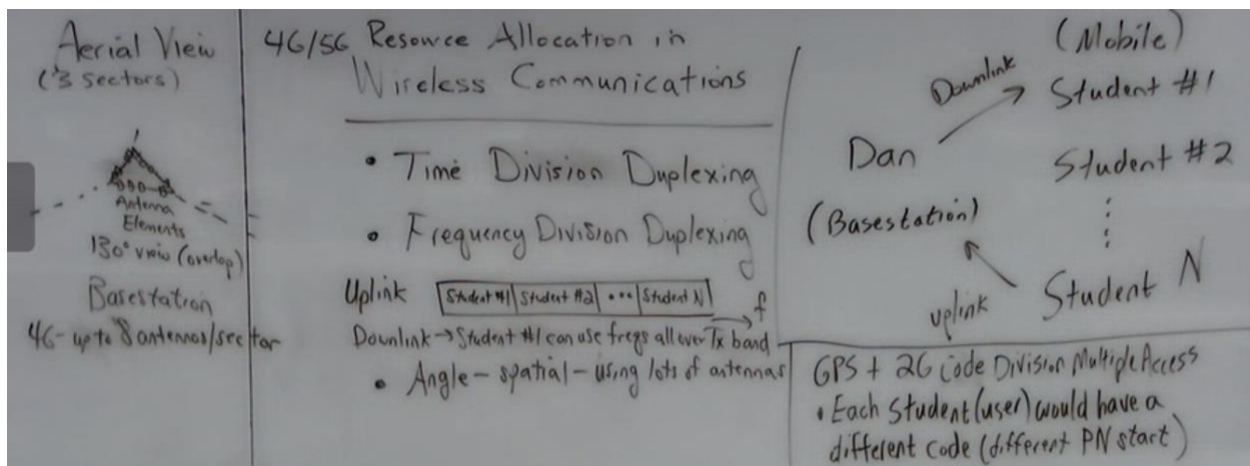 Aerial View
(3 sectors)
Antenna
Elements
130° view (overlap)
Basestation
4G - up to 8 antennas/sector
4G/5G Resource Allocation in
Wireless Communications
• Time Division Duplexing
• Frequency Division Duplexing
Uplink Student #1 | Student #2 | ••• | Student N f
Downlink → Student #1 can use freqs all over Tx band
• Angle - spatial - using lots of antennas
(Mobile)
Downlink
Student #1
Dan
Student #2
(Basestation)
Student N
uplink
GPS + 2G Code Division Multiple Access
• Each student (user) would have a
different code (different PN start)